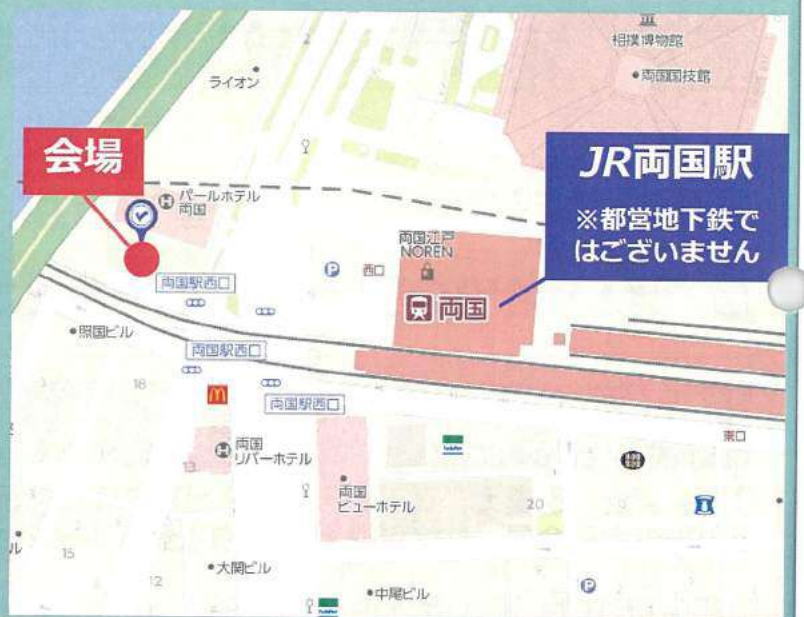 相撲博物館
両国国技館
ライオン
会場
JR両国駅
※都営地下鉄で
はございません
パールホテル
両国
両国江戸
NOREN
西口
P
両国
両国駅西口
照国ビル
両国駅西口
両国駅西口
18
両国
リバーホテル
13
FamilyMart
東口
両国
ビューホテル
20
9
15
大関ビル
12
中尾ビル
P
ル
2